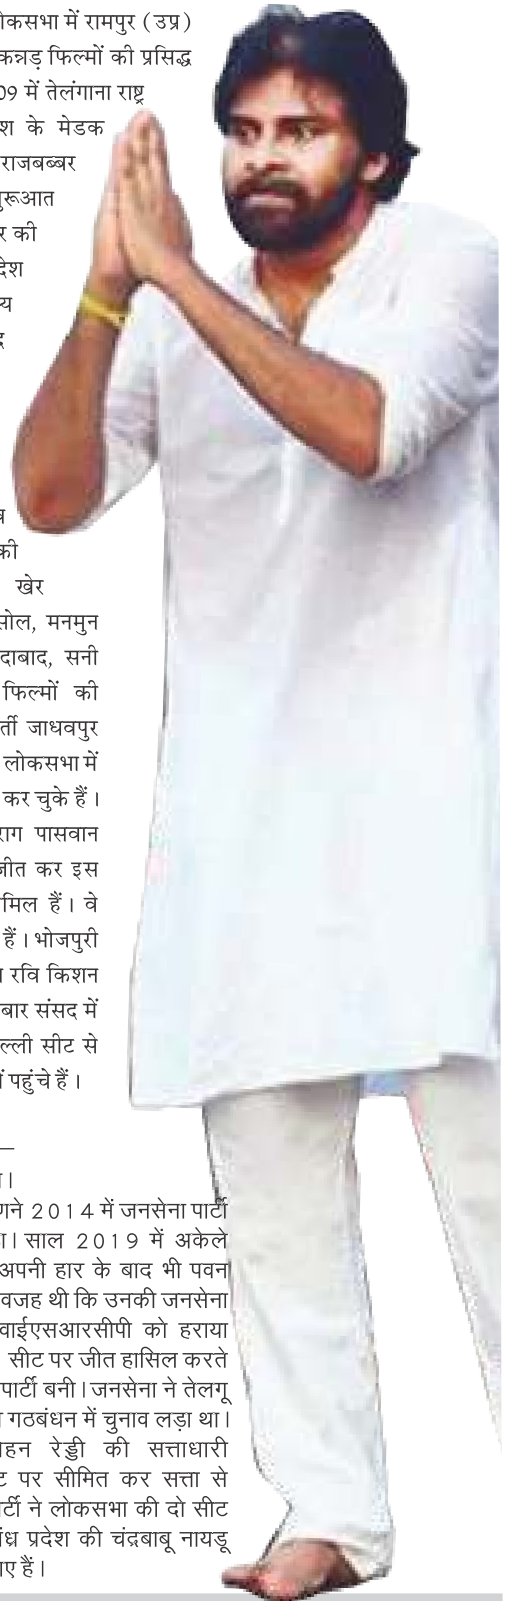 लोकसभा में रामपुर (उप्र)
कन्नड़ फिल्मों की प्रसिद्ध
09 में तेलंगाना राष्ट्र
श के मेडक
राजबब्बर
शुरूआत
र की
देश
य
की
खेर
सोल, मनमुन
दाबाद, सनी
फिल्मों की
र्ती जाधवपुर
लोकसभा में
कर चुके हैं।
राग पासवान
जीत कर इस
मिल हैं। वे
हैं। भोजपुरी
रवि किशन
बार संसद में
ल्ली सीट से
पहुंचे हैं।
ा।
णने 2014 में जनसेना पार्टी
ा। साल 2019 में अकेले
अपनी हार के बाद भी पवन
वजह थी कि उनकी जनसेना
वाईएसआरसीपी को हराया
सीट पर जीत हासिल करते
पार्टी बनी। जनसेना ने तेलगू
गठबंधन में चुनाव लड़ा था।
ोहन रेड्डी की सत्ताधारी
ट पर सीमित कर सत्ता से
ार्टी ने लोकसभा की दो सीट
ांध्र प्रदेश की चंद्रबाबू नायडू
ाए हैं।